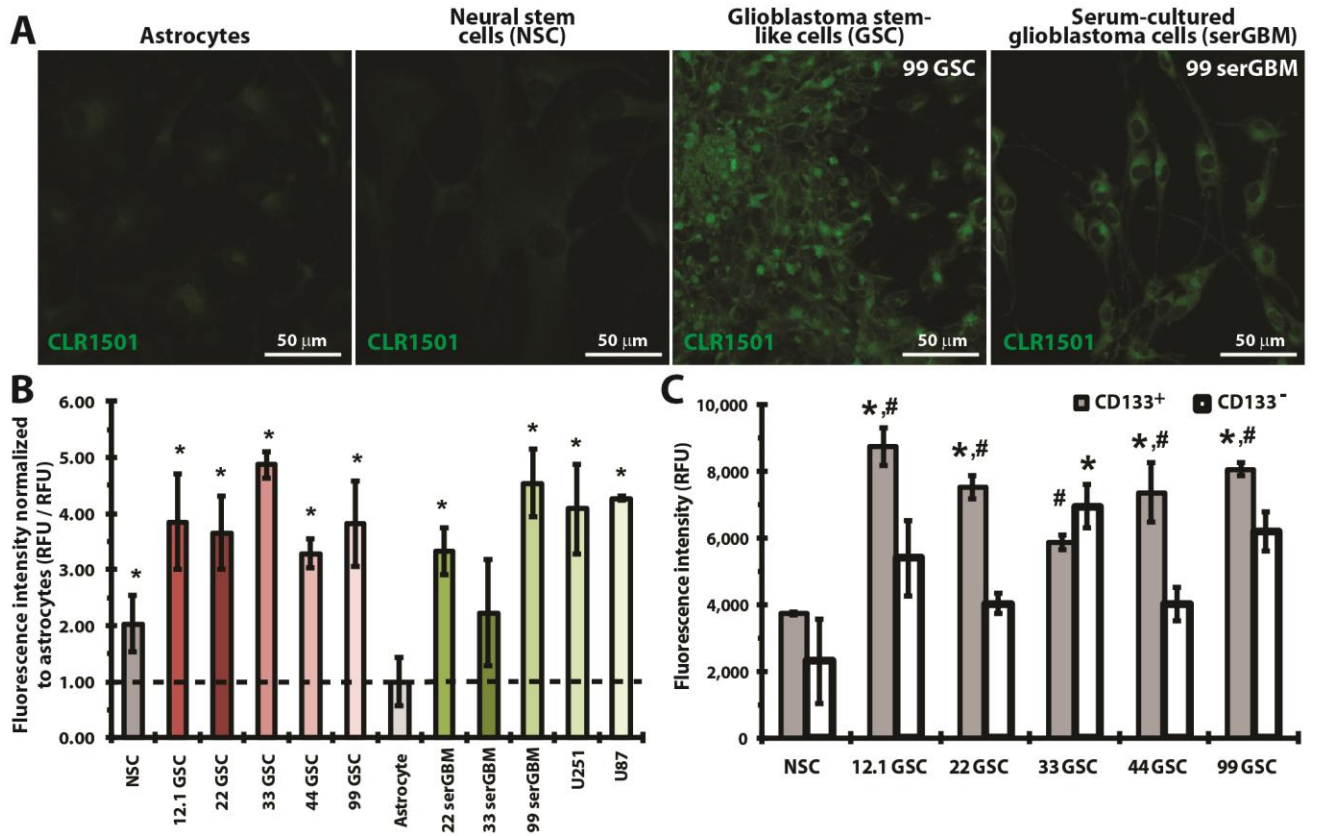 A
Astrocytes
Neural stem
cells (NSC)
Glioblastoma stem-
like cells (GSC)
Serum-cultured
glioblastoma cells (serGBM)
99 GSC
99 serGBM
CLR1501
50 μm
CLR1501
50 μm
CLR1501
50 μm
CLR1501
50 μm
B
Fluorescence intensity normalized
to astrocytes (RFU / RFU)
6.00
5.00
4.00
3.00
2.00
1.00
0.00
*
*
*
*
*
*
*
*
*
*
NSC
12.1 GSC
22 GSC
33 GSC
44 GSC
99 GSC
Astrocyte
22 serGBM
33 serGBM
99 serGBM
U251
U87
C
CD133+
CD133-
Fluorescence intensity (RFU)
10,000
8,000
6,000
4,000
2,000
0
*,#
*,#
#
*
*,#
*,#
NSC
12.1 GSC
22 GSC
33 GSC
44 GSC
99 GSC